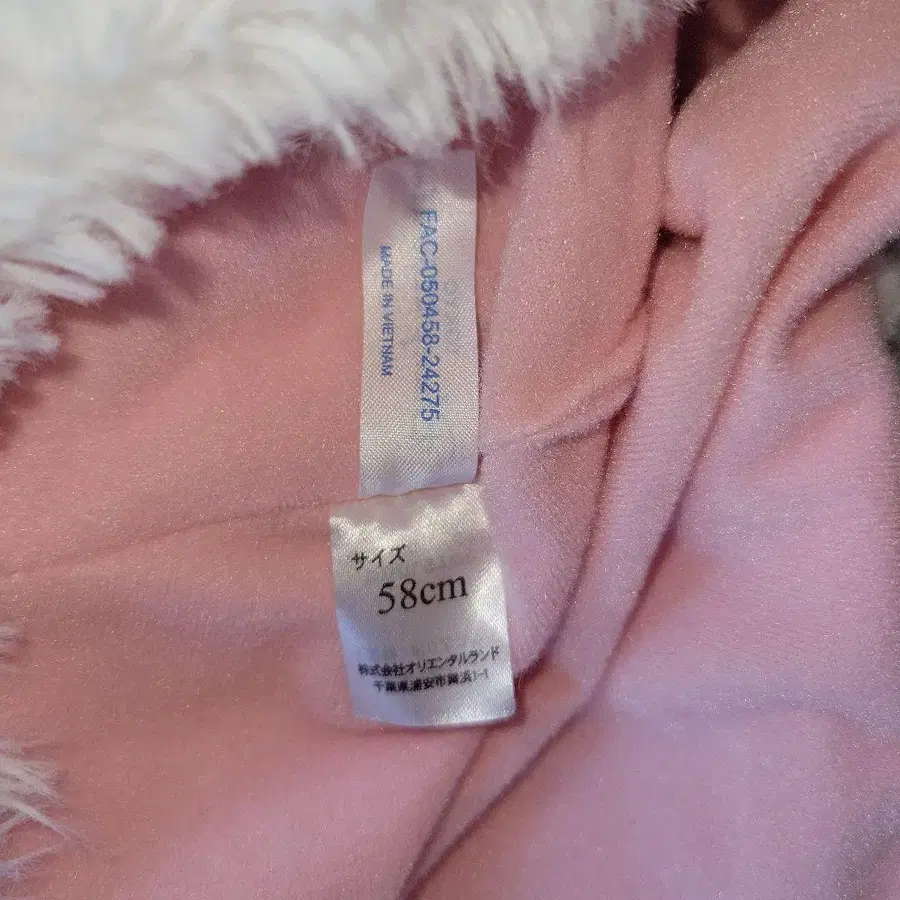 FAC-050458-24275
MADE IN VIETNAM
サイズ
58cm
株式会社オリエンタルランド
千葉県浦安市舞浜1-1